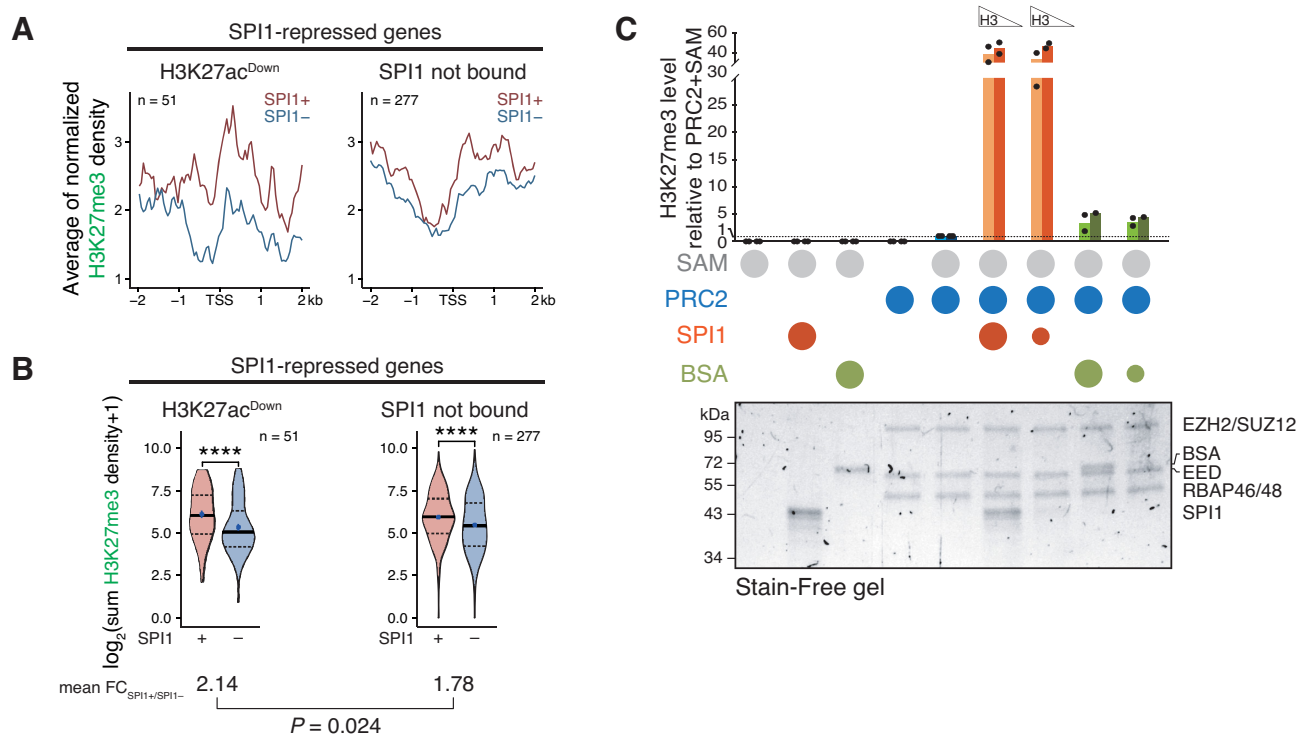 A
SPI1-repressed genes
H3K27ac^Down
SPI1 not bound
Average of normalized
H3K27me3 density
n = 51
SPI1+
SPI1−
3
2
1
−2
−1
TSS
1
2 kb
n = 277
SPI1+
SPI1−
3
2
1
−2
−1
TSS
1
2 kb
B
SPI1-repressed genes
H3K27ac^Down
SPI1 not bound
log₂(sum H3K27me3 density+1)
n = 51
****
10.0
7.5
5.0
2.5
0.0
SPI1 + −
n = 277
****
10.0
7.5
5.0
2.5
0.0
SPI1 + −
mean FC SPI1+/SPI1− 2.14 1.78
P = 0.024
C
H3K27me3 level
relative to PRC2+SAM
H3 H3
60
40
30
25
20
15
10
5
1
0
SAM
PRC2
SPI1
BSA
kDa
95
72
55
43
34
EZH2/SUZ12
BSA
EED
RBAP46/48
SPI1
Stain-Free gel